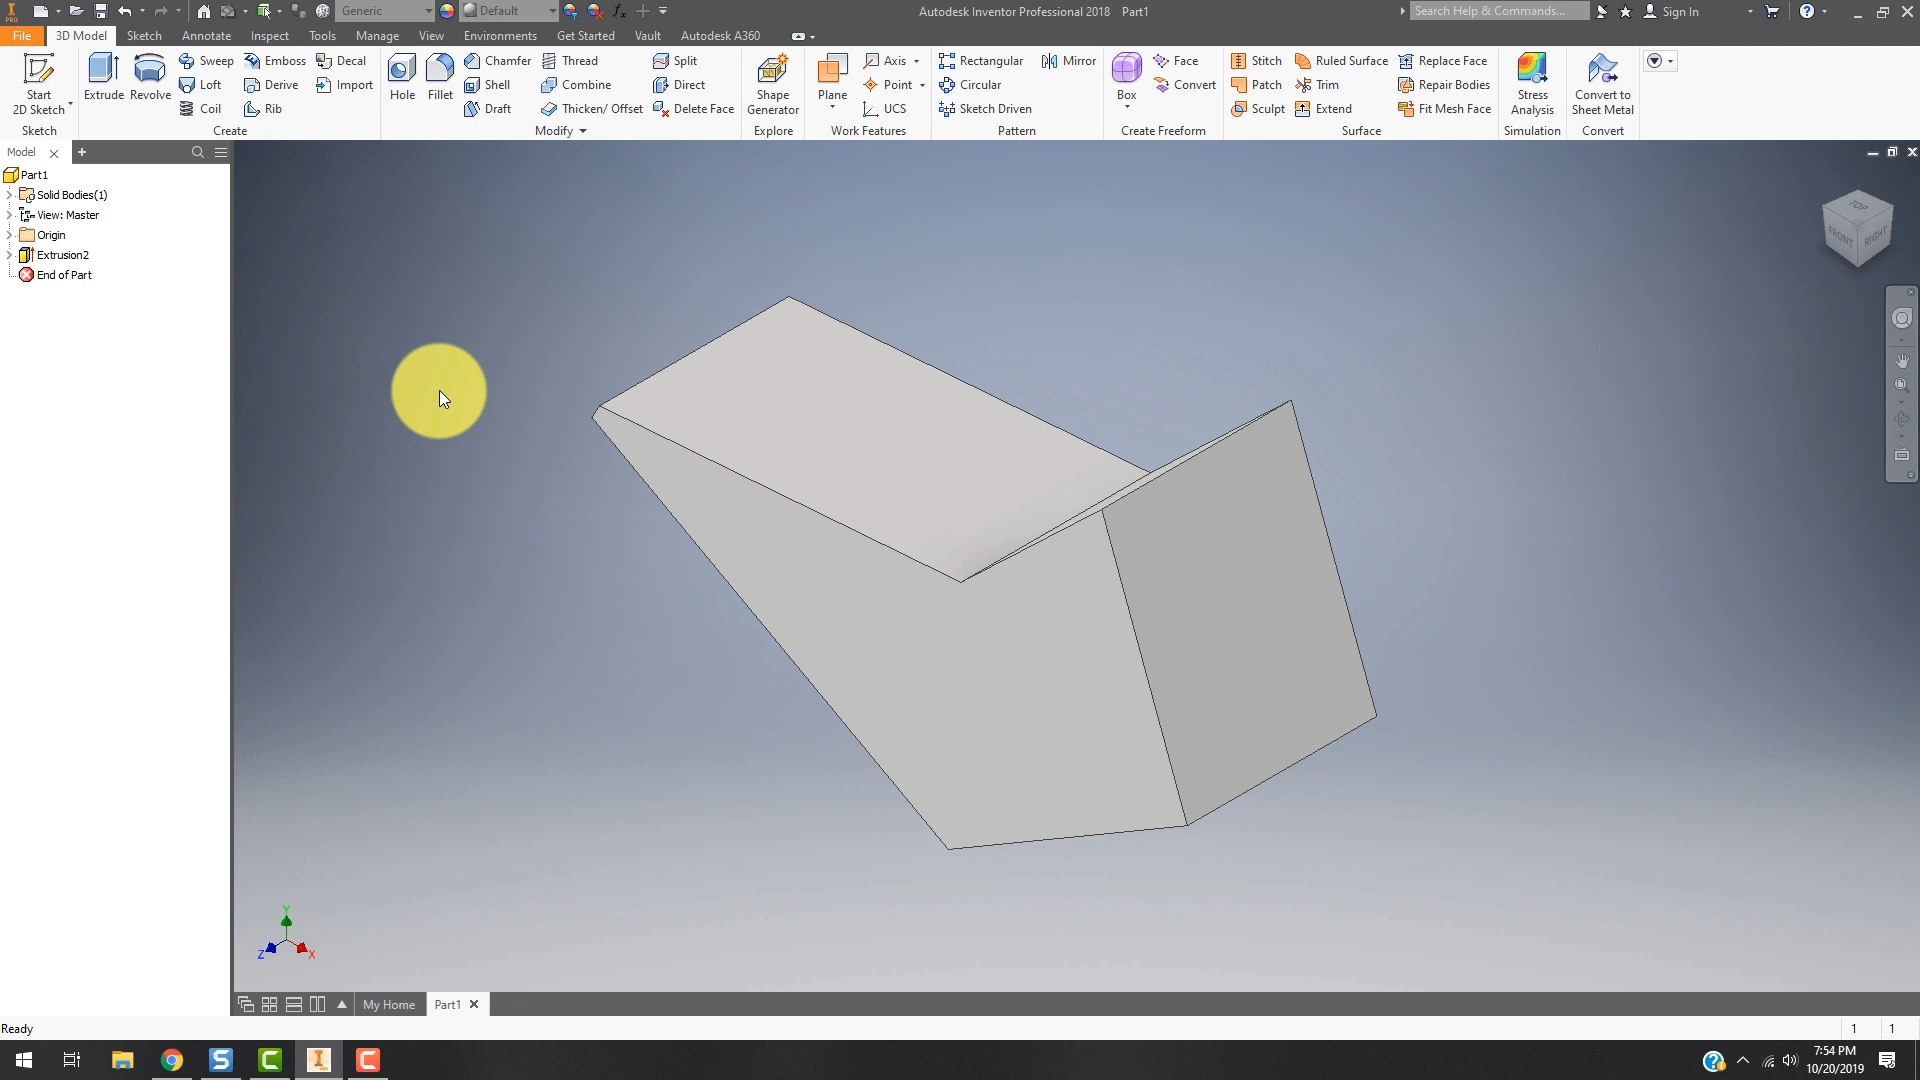 PRO Generic Default fx Autodesk Inventor Professional 2018 Part1 Search Help & Commands... Sign In
File 3D Model Sketch Annotate Inspect Tools Manage View Environments Get Started Vault Autodesk A360
Start 2D Sketch
Extrude Revolve
Sweep Emboss Decal
Loft Derive Import
Coil Rib
Hole Fillet
Chamfer Thread Split
Shell Combine Direct
Draft Thicken/ Offset Delete Face
Shape Generator
Plane
Axis
Point
UCS
Rectangular Mirror
Circular
Sketch Driven
Box
Face
Convert
Stitch Ruled Surface Replace Face
Patch Trim Repair Bodies
Sculpt Extend Fit Mesh Face
Stress Analysis
Convert to Sheet Metal
Sketch Create Modify Explore Work Features Pattern Create Freeform Surface Simulation Convert
Model
Part1
Solid Bodies(1)
View: Master
Origin
Extrusion2
End of Part
TOP
FRONT RIGHT
Y
Z X
My Home Part1
Ready 1 1
7:54 PM
10/20/2019